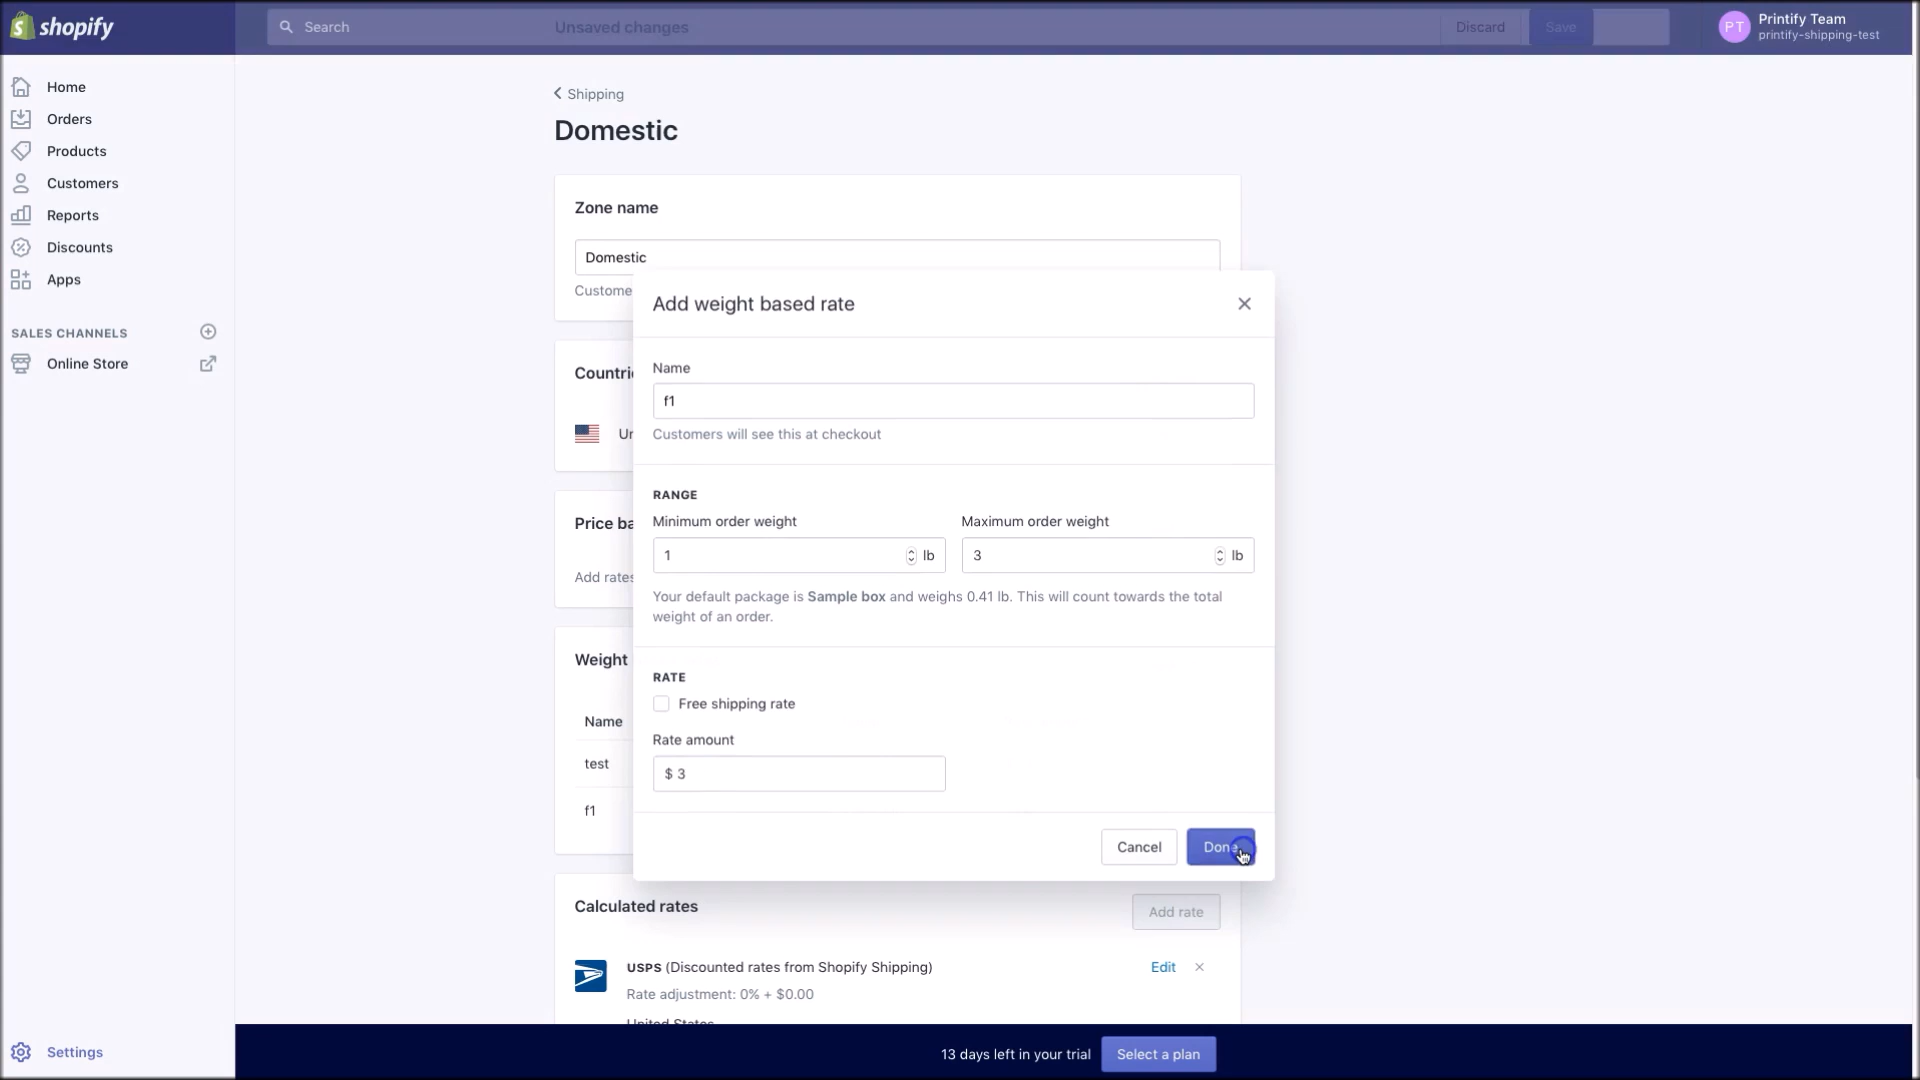 shopify
Search
Unsaved changes
Discard
Save
PT
Printify Team
printify-shipping-test
Home
Orders
Products
Customers
Reports
Discounts
Apps
SALES CHANNELS
Online Store
Settings
Shipping
Domestic
Zone name
Domestic
Custome
Countri
Un
Price ba
Add rates
Weight
Name
test
f1
Add weight based rate
Name
f1
Customers will see this at checkout
RANGE
Minimum order weight
Maximum order weight
1
lb
3
lb
Your default package is Sample box and weighs 0.41 lb. This will count towards the total
weight of an order.
RATE
Free shipping rate
Rate amount
$ 3
Cancel
Done
Calculated rates
Add rate
USPS (Discounted rates from Shopify Shipping)
Edit
Rate adjustment: 0% + $0.00
United States
13 days left in your trial
Select a plan